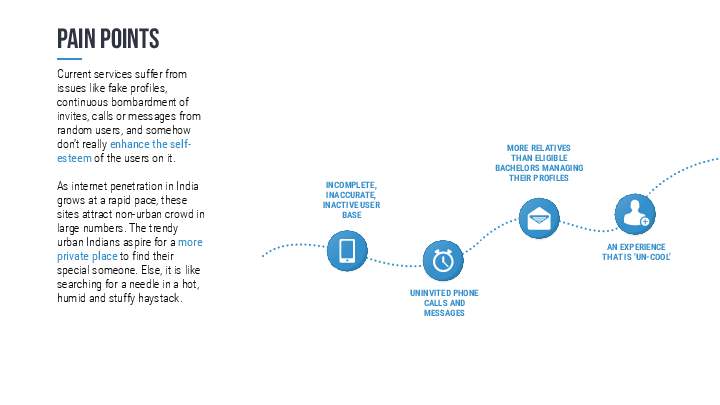 PAIN POINTS
Current services suffer from
issues like fake profiles,
continuous bombardment of
invites, calls or messages from
random users, and somehow
don't really enhance the self-
esteem of the users on it.
As internet penetration in India
grows at a rapid pace, these
sites attract non-urban crowd in
large numbers. The trendy
urban Indians aspire for a more
private place to find their
special someone. Else, it is like
searching for a needle in a hot,
humid and stuffy haystack.
INCOMPLETE,
INACCURATE,
INACTIVE USER
BASE
UNINVITED PHONE
CALLS AND
MESSAGES
MORE RELATIVES
THAN ELIGIBLE
BACHELORS MANAGING
THEIR PROFILES
AN EXPERIENCE
THAT IS 'UN-COOL'